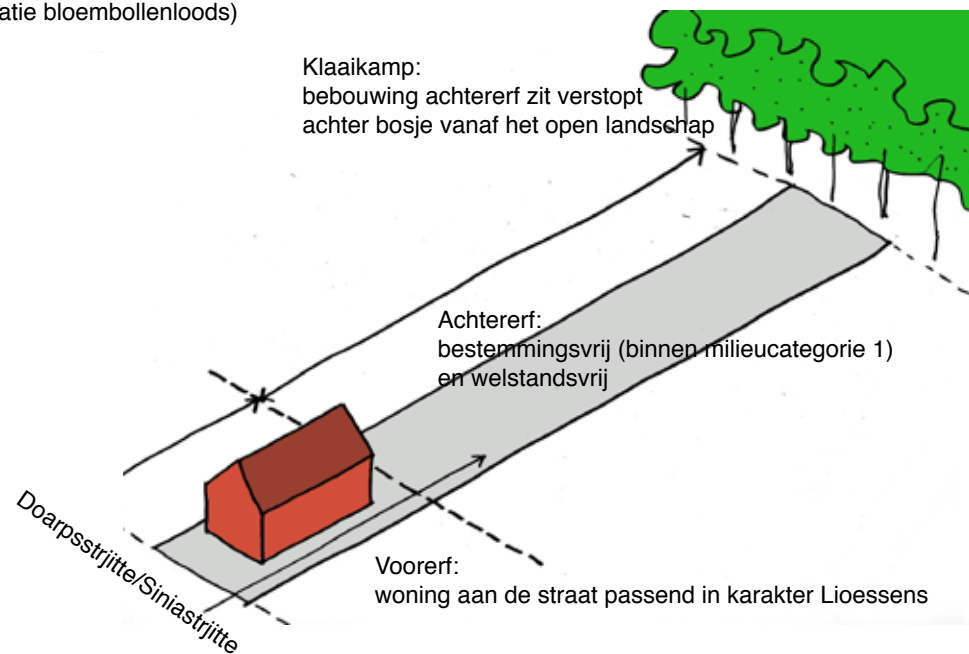 atie bloembollenloods)
Klaaikamp:
bebouwing achtererf zit verstopt
achter bosje vanaf het open landschap
Achtererf:
bestemmingsvrij (binnen milieucategorie 1)
en welstandsvrij
Doarpsstrjitte/Siniastrjitte
Voorerf:
woning aan de straat passend in karakter Lioessens